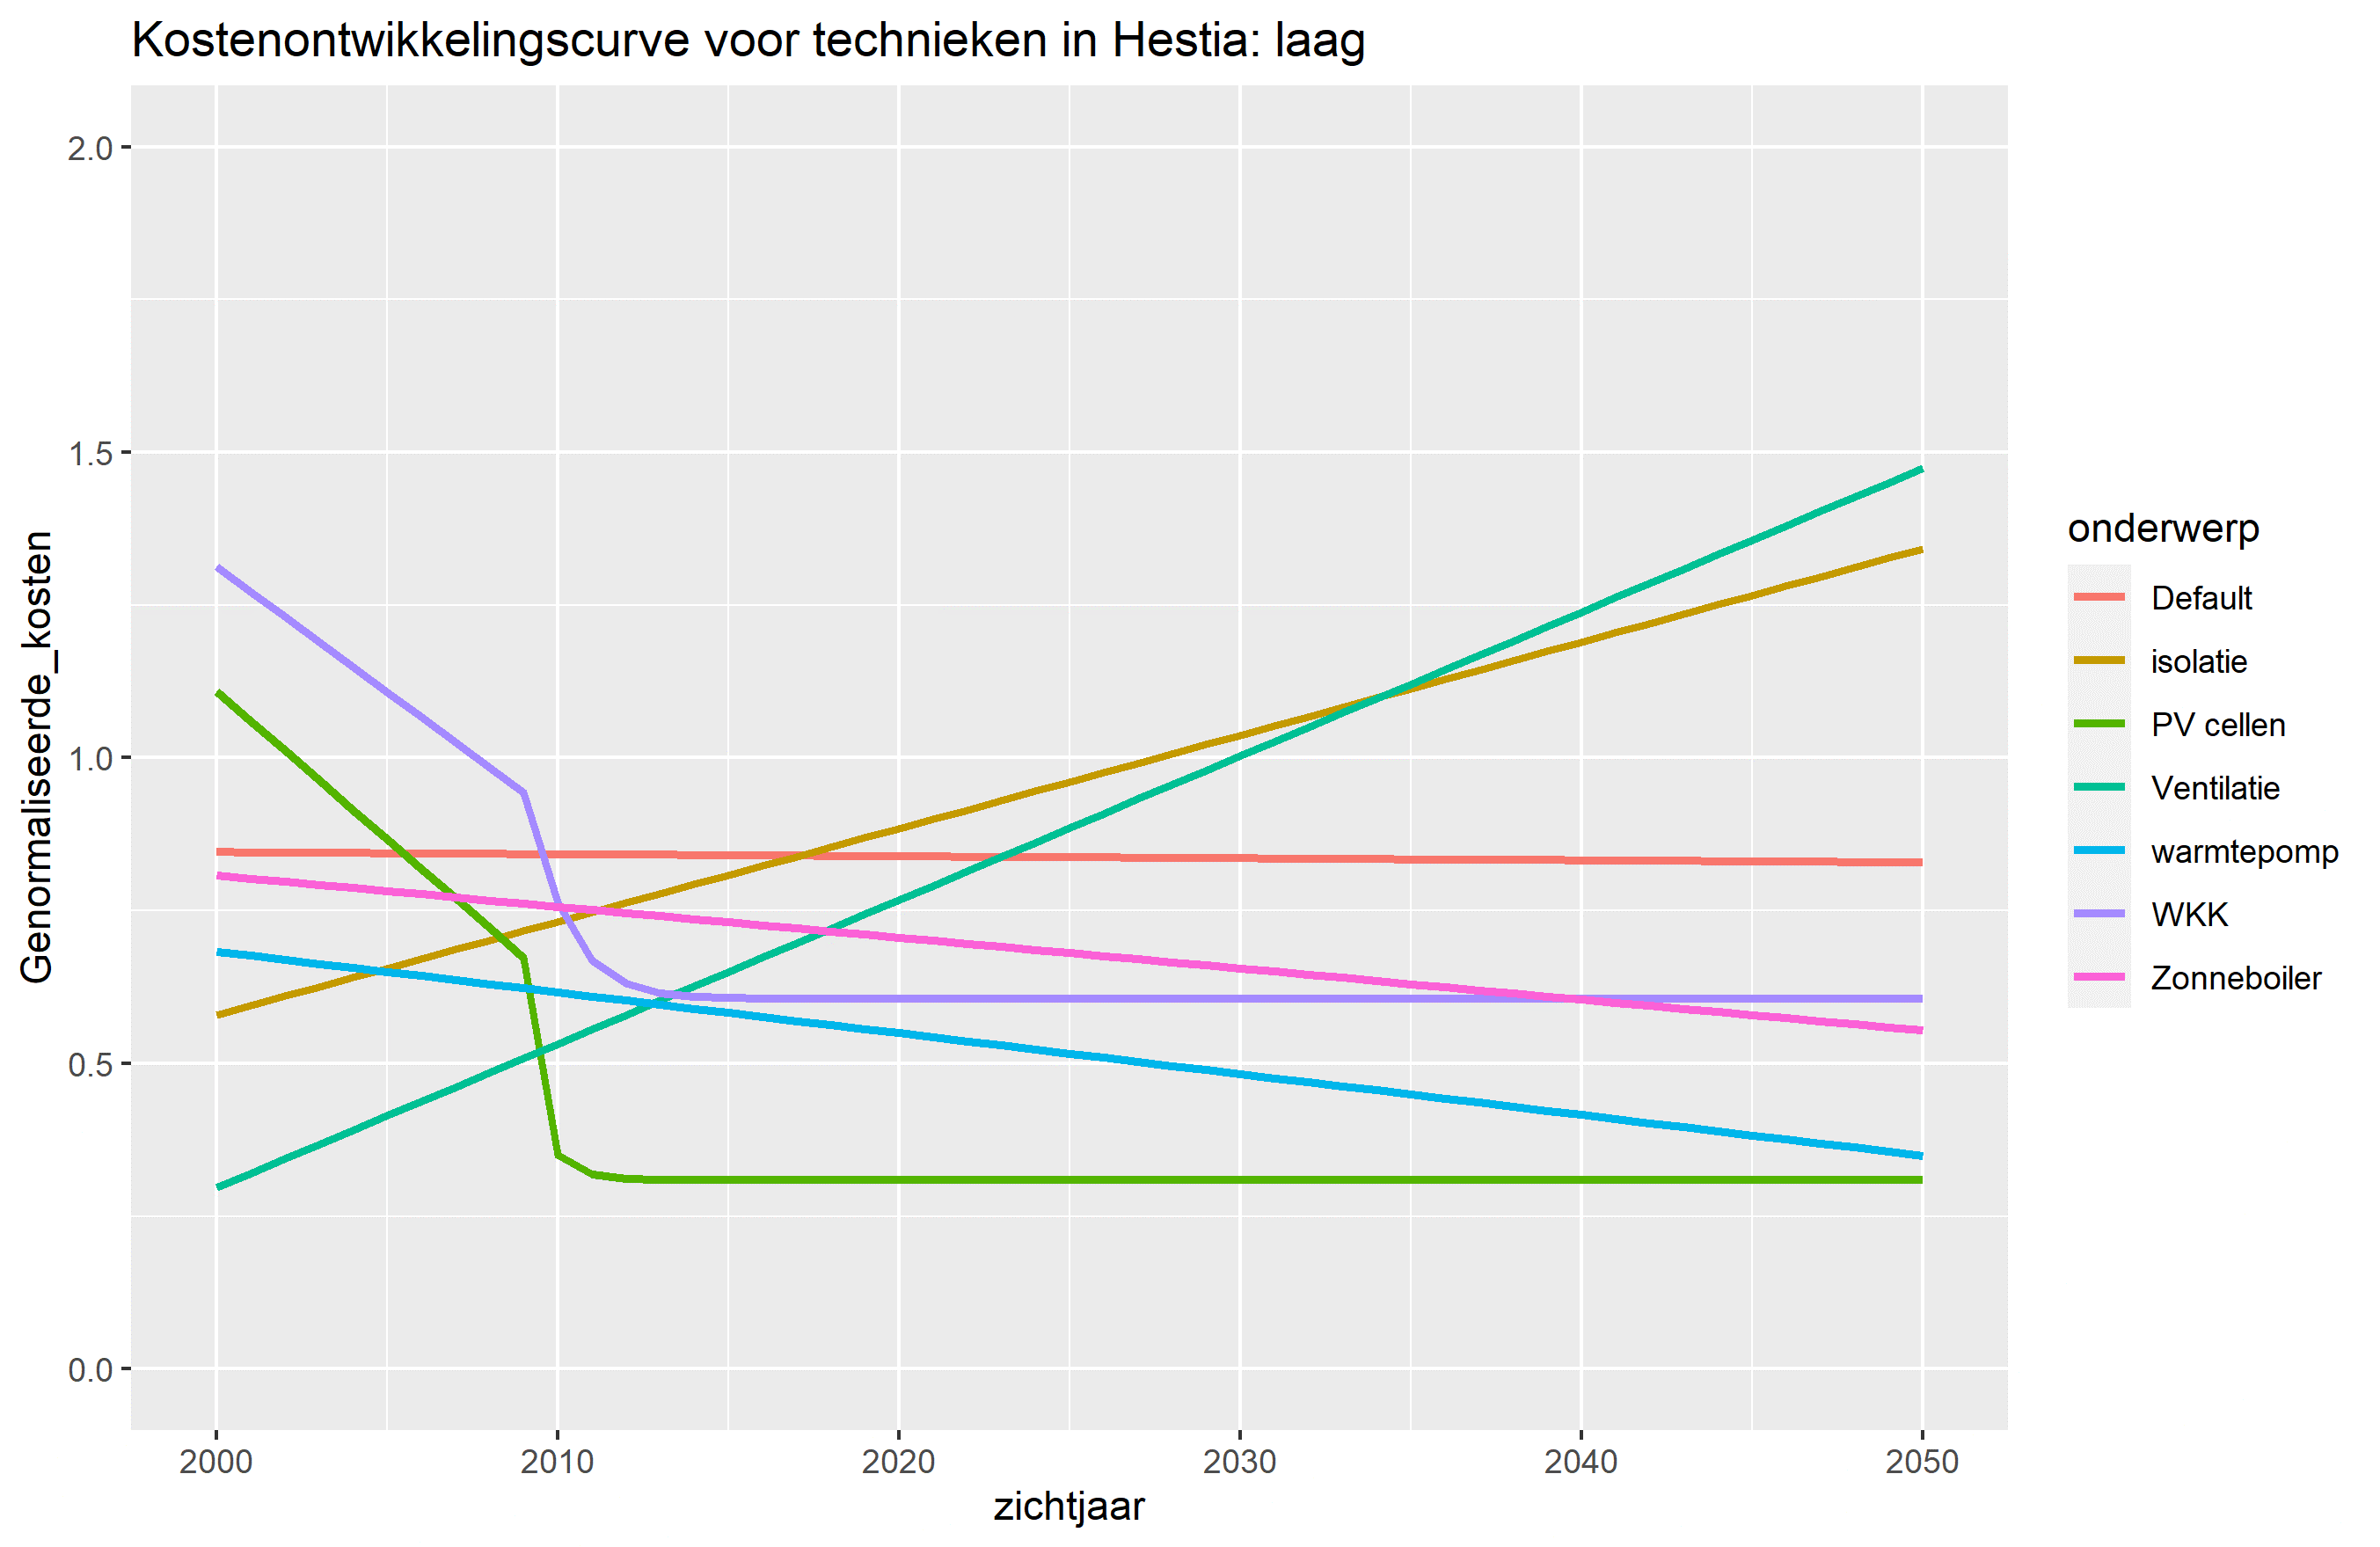 Kostenontwikkelingscurve voor technieken in Hestia: laag
Genormaliseerde_kosten
2.0
1.5
1.0
0.5
0.0
2000 2010 2020 2030 2040 2050
zichtjaar
onderwerp
Default
isolatie
PV cellen
Ventilatie
warmtepomp
WKK
Zonneboiler